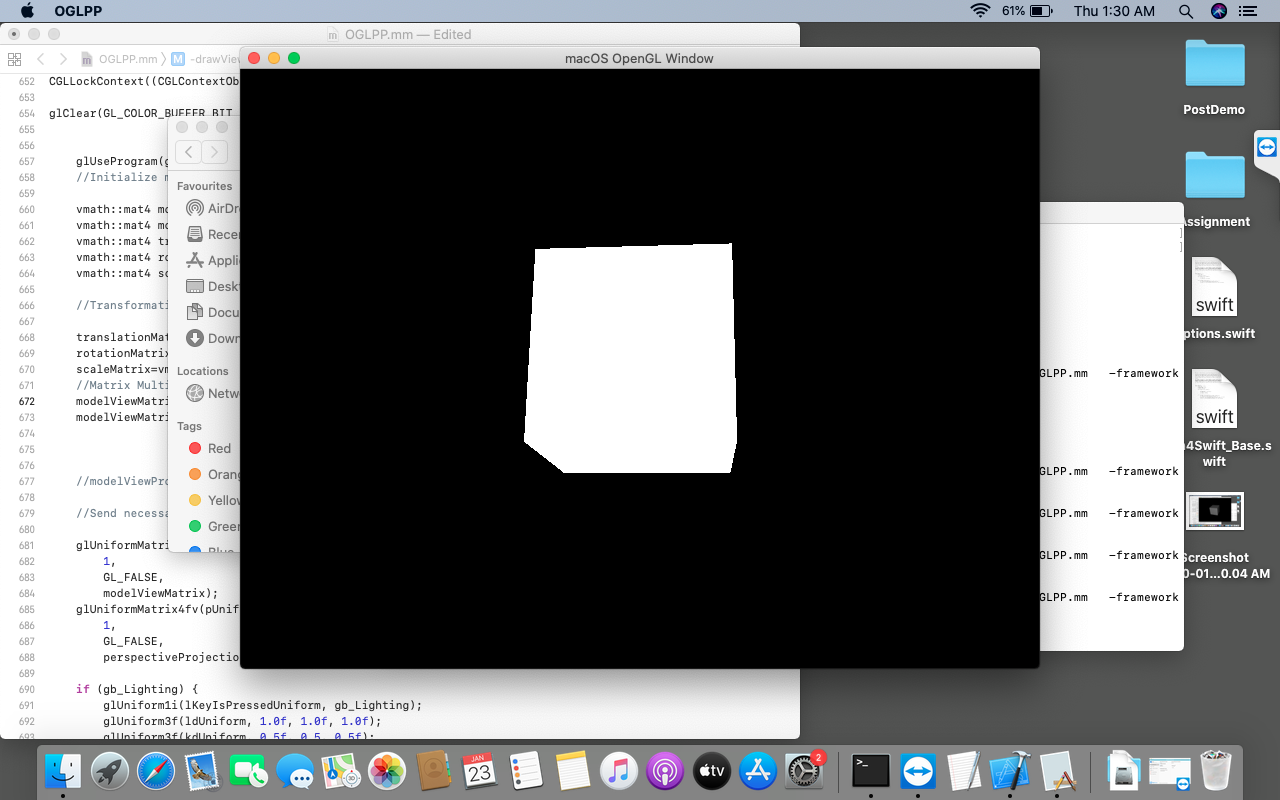 OGLPP
61%
Thu 1:30 AM
OGLPP.mm — Edited
OGLPP.mm
M
-drawVie
macOS OpenGL Window
652 CGLLockContext((CGLContextOb
653
654 glClear(GL_COLOR_BUFFER_BIT
655
656
657 glUseProgram(g
658 //Initialize m
659
660 vmath::mat4 mo
661 vmath::mat4 mo
662 vmath::mat4 tr
663 vmath::mat4 ro
664 vmath::mat4 sc
665
666 //Transformati
667
668 translationMat
669 rotationMatrix
670 scaleMatrix=vm
671 //Matrix Multi
672 modelViewMatri
673 modelViewMatri
674
675
676
677 //modelViewPro
678
679 //Send necessa
680
681 glUniformMatri
682 1,
683 GL_FALSE,
684 modelViewMatrix);
685 glUniformMatrix4fv(pUnif
686 1,
687 GL_FALSE,
688 perspectiveProjectio
689
690 if (gb_Lighting) {
691 glUniform1i(lKeyIsPressedUniform, gb_Lighting);
692 glUniform3f(ldUniform, 1.0f, 1.0f, 1.0f);
693 glUniform3f(kdUniform, 0.5f, 0.5, 0.5f);
Favourites
AirDro
Recen
Applic
Deskt
Docu
Down
Locations
Netwo
Tags
Red
Orang
Yellow
Green
Blue
]
]
GLPP.mm -framework
GLPP.mm -framework
GLPP.mm -framework
GLPP.mm -framework
GLPP.mm -framework
PostDemo
Assignment
swift
ptions.swift
swift
n4Swift_Base.s
wift
Screenshot
0-01...0.04 AM
JAN
23
tv
2
>_